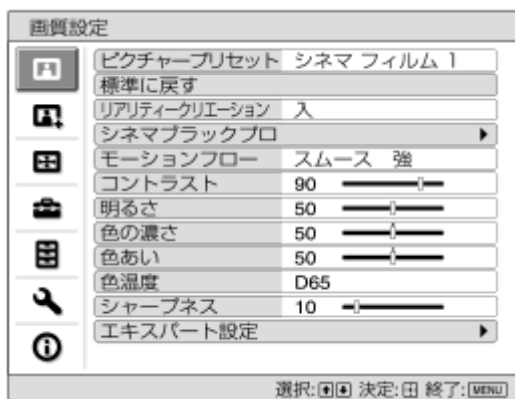 画質設定
ピクチャープリセット シネマ フィルム 1
標準に戻す
リアリティークリエーション 入
シネマブラックプロ
モーションフロー スムース 強
コントラスト 90
明るさ 50
色の濃さ 50
色あい 50
色温度 D65
シャープネス 10
エキスパート設定
選択: 決定: 終了: MENU